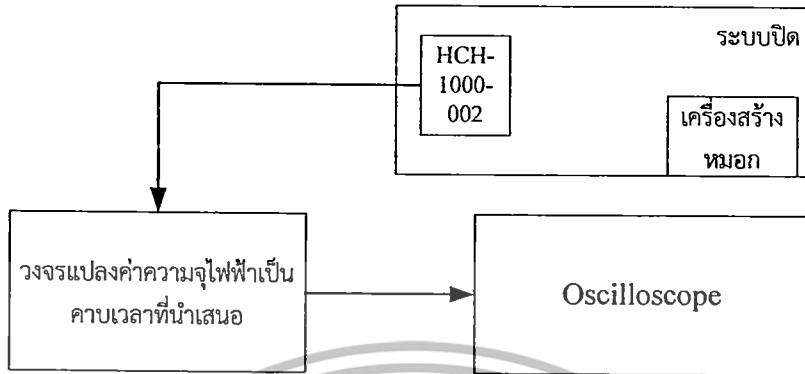 ระบบปิด
HCH-
1000-
002
เครื่องสร้าง
หมอก
วงจรแปลงค่าความจุไฟฟ้าเป็น
คาบเวลาที่นำเสนอ
Oscilloscope